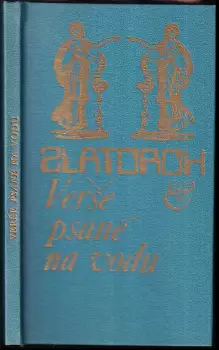 ZLATOROH
Verše
psané
na vodu
VERŠE PSANÉ NA VODU